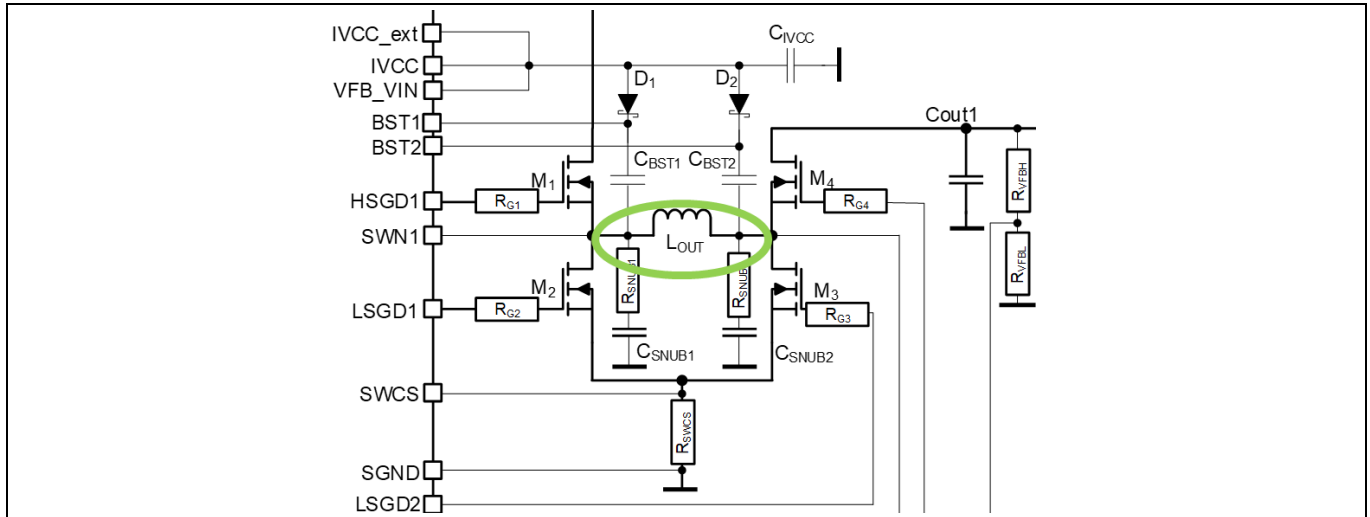 IVCC_ext
IVCC
VFB_VIN
BST1
BST2
HSGD1
SWN1
LSGD1
SWCS
SGND
LSGD2
CIVCC
D1
D2
Cout1
CBST1
CBST2
M1
M4
RG1
RG4
RVFBH
LOUT
RVFBL
RSNUB1
M2
M3
RG2
RG3
CSNUB1
CSNUB2
RSWCS